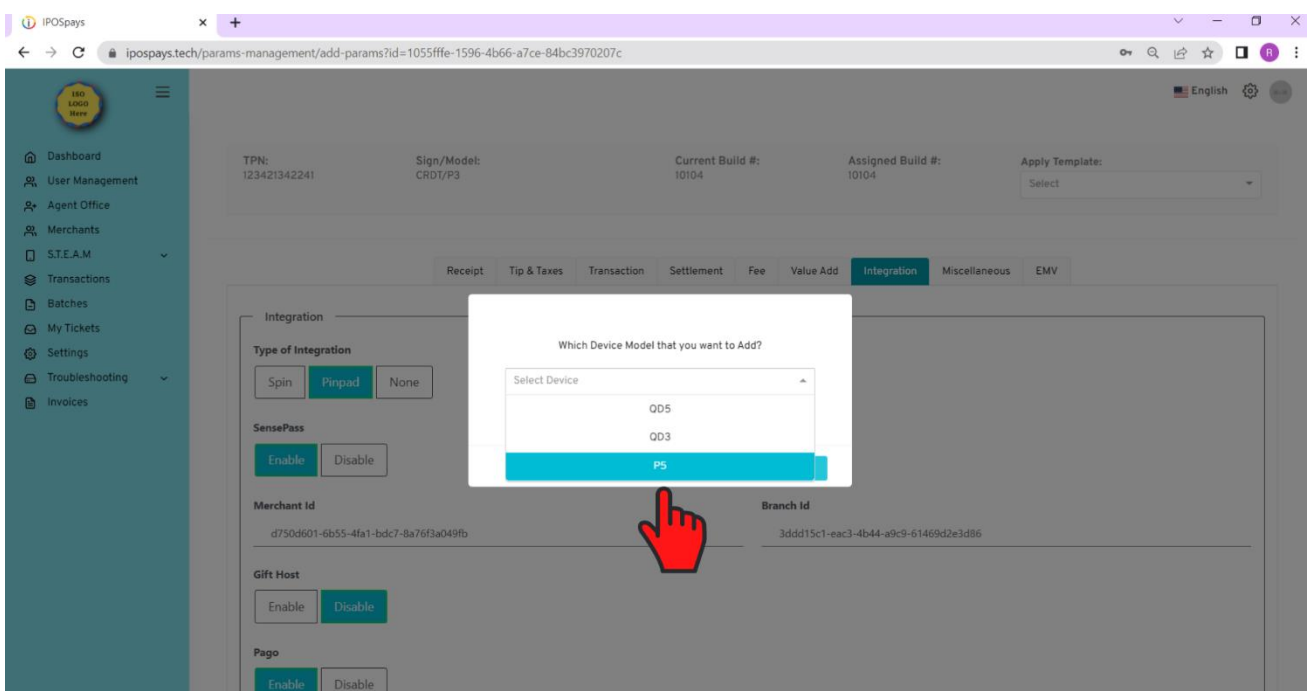 IPOSpays
ipospays.tech/params-management/add-params?id=1055fffe-1596-4b66-a7ce-84bc3970207c
R
ISO
LOGO
Here
English
Dashboard
User Management
Agent Office
Merchants
S.T.E.A.M
Transactions
Batches
My Tickets
Settings
Troubleshooting
Invoices
TPN:
123421342241
Sign/Model:
CRDT/P3
Current Build #:
10104
Assigned Build #:
10104
Apply Template:
Select
Receipt Tip & Taxes Transaction Settlement Fee Value Add Integration Miscellaneous EMV
Integration
Type of Integration
Spin Pinpad None
Which Device Model that you want to Add?
Select Device
QD5
QD3
P5
SensePass
Enable Disable
Merchant Id
d750d601-6b55-4fa1-bdc7-8a76f3a049fb
Branch Id
3ddd15c1-eac3-4b44-a9c9-61469d2e3d86
Gift Host
Enable Disable
Pago
Enable Disable